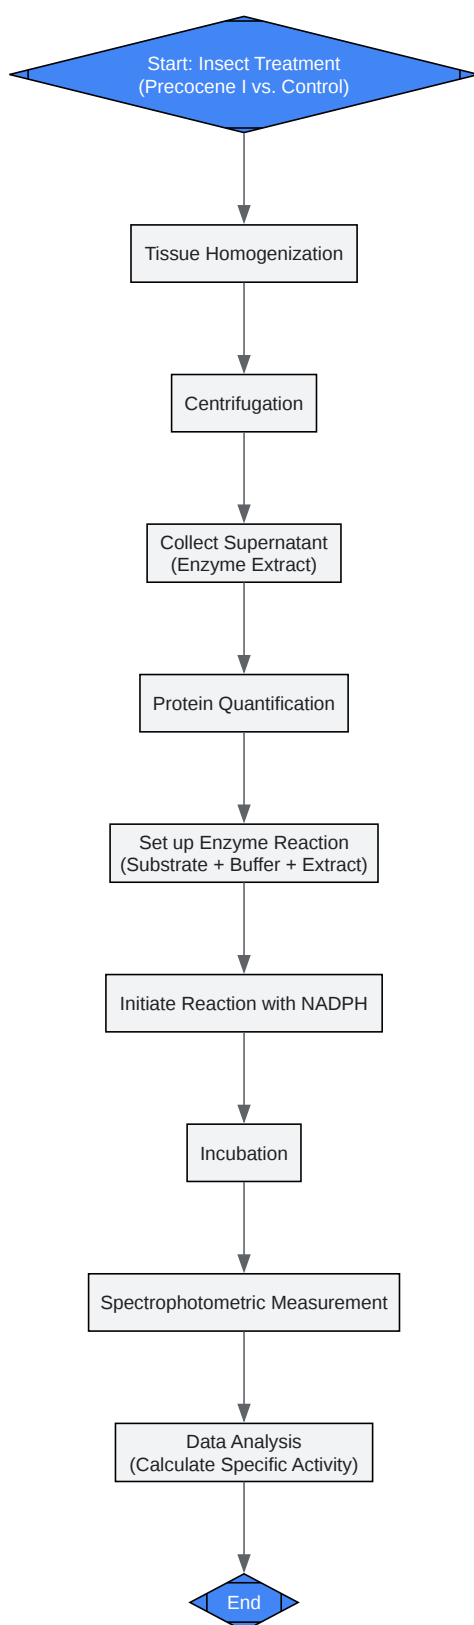 Start: Insect Treatment
(Precocene I vs. Control)
Tissue Homogenization
Centrifugation
Collect Supernatant
(Enzyme Extract)
Protein Quantification
Set up Enzyme Reaction
(Substrate + Buffer + Extract)
Initiate Reaction with NADPH
Incubation
Spectrophotometric Measurement
Data Analysis
(Calculate Specific Activity)
End